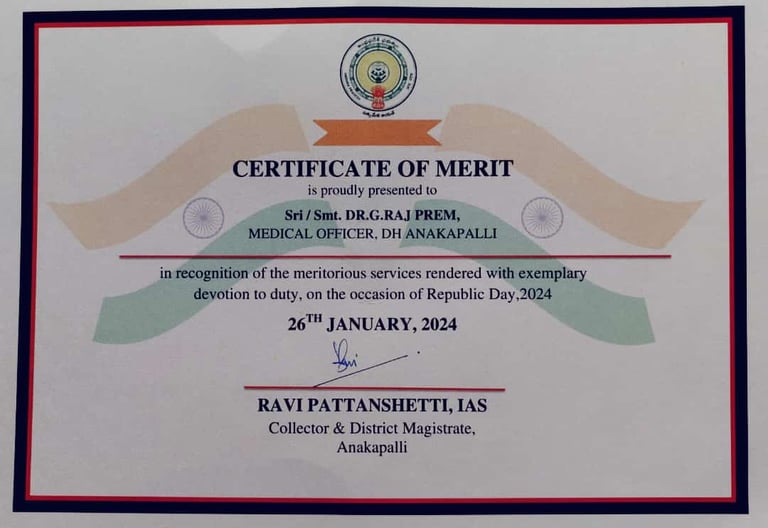 CERTIFICATE OF MERIT
is proudly presented to
Sri / Smt. DR.G.RAJ PREM,
MEDICAL OFFICER, DH ANAKAPALLI
in recognition of the meritorious services rendered with exemplary
devotion to duty, on the occasion of Republic Day,2024
26TH JANUARY, 2024
RAVI PATTANSHETTI, IAS
Collector & District Magistrate,
Anakapalli